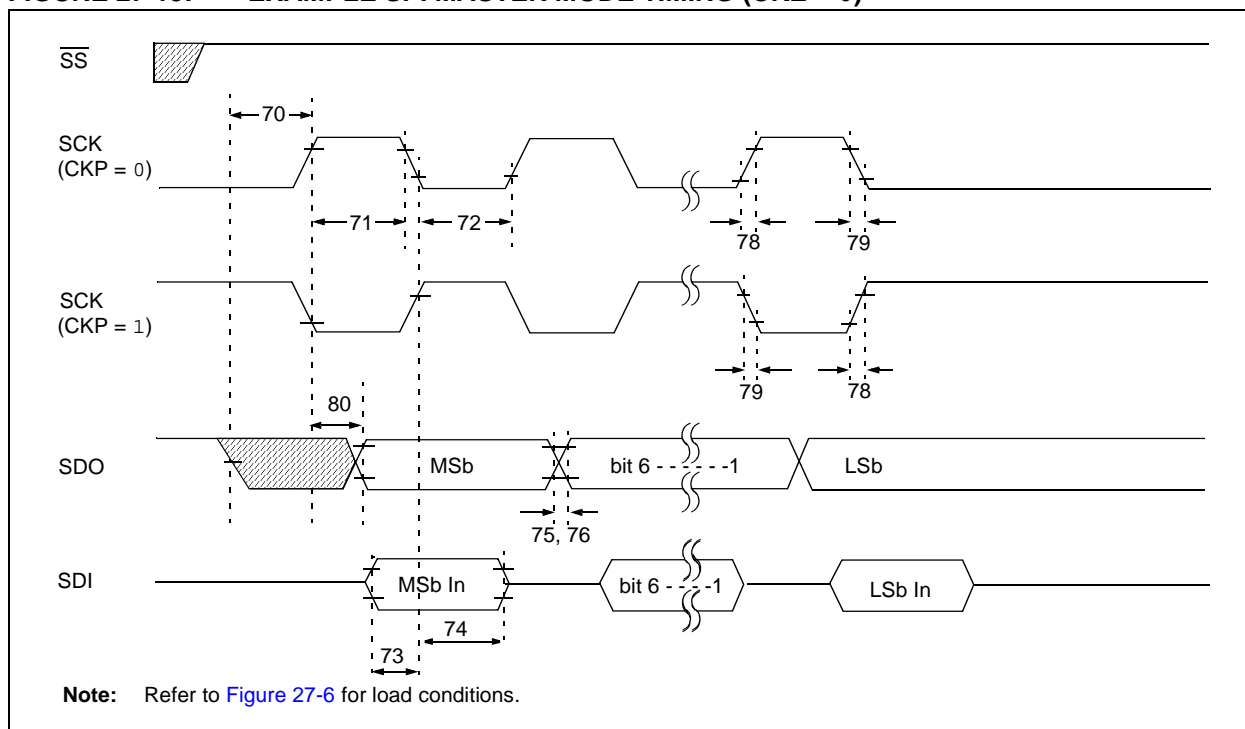 SS
70
SCK
(CKP = 0)
71
72
78
79
SCK
(CKP = 1)
79
78
80
SDO
MSb
bit 6 - - - - - - -1
LSb
75, 76
SDI
MSb In
bit 6 - - - - -1
LSb In
74
73
Note: Refer to Figure 27-6 for load conditions.